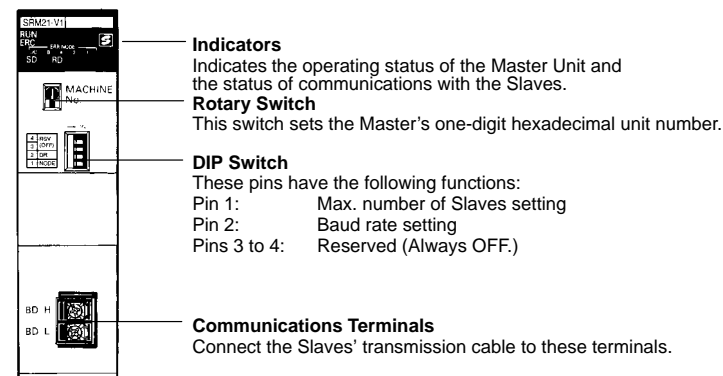 SRM21-V1
RUN
ERC
ERR NODE
SD RD
MACHINE
No.
4 RSV
3 (OFF)
2 DR
1 NODE
BD H
BD L
Indicators
Indicates the operating status of the Master Unit and
the status of communications with the Slaves.
Rotary Switch
This switch sets the Master’s one-digit hexadecimal unit number.
DIP Switch
These pins have the following functions:
Pin 1: Max. number of Slaves setting
Pin 2: Baud rate setting
Pins 3 to 4: Reserved (Always OFF.)
Communications Terminals
Connect the Slaves’ transmission cable to these terminals.